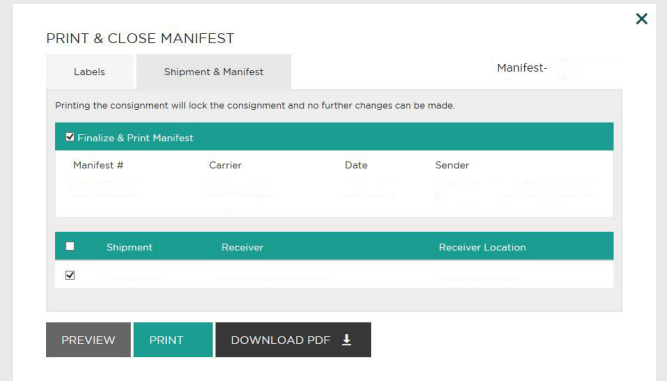 PRINT & CLOSE MANIFEST
Labels Shipment & Manifest Manifest-
Printing the consignment will lock the consignment and no further changes can be made.
Finalize & Print Manifest
Manifest # Carrier Date Sender
Shipment Receiver Receiver Location
PREVIEW PRINT DOWNLOAD PDF